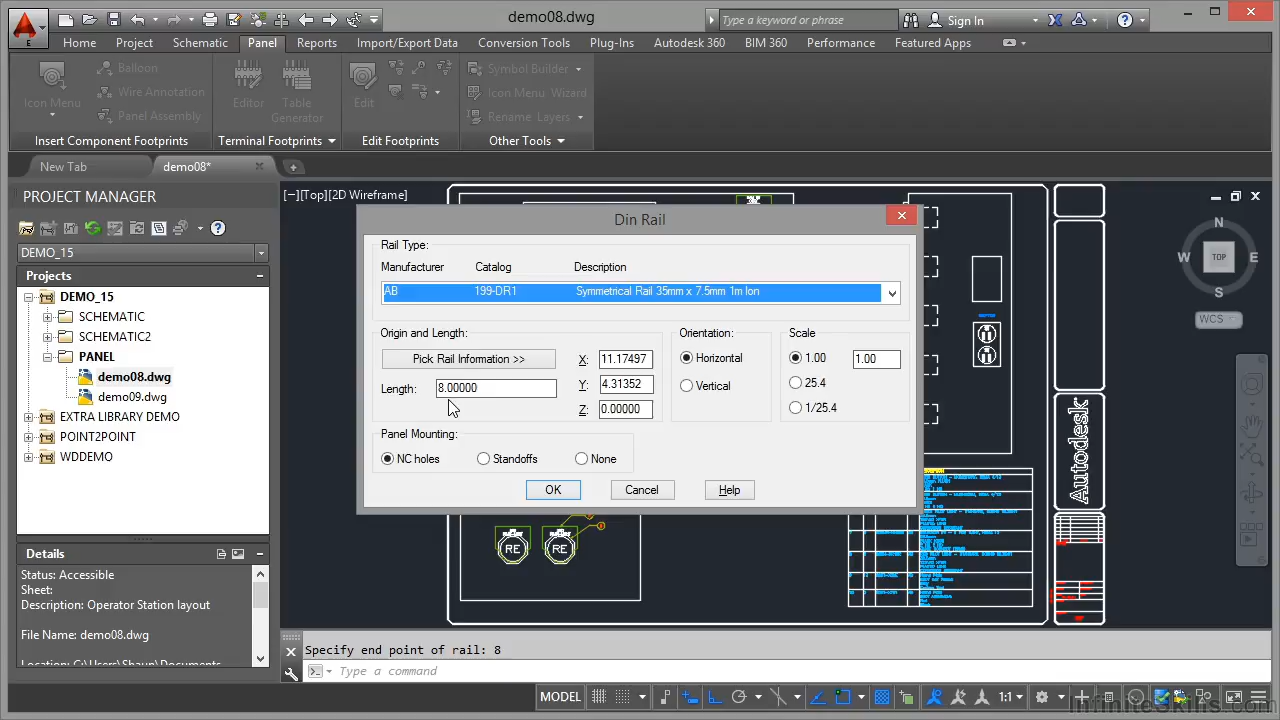 demo08.dwg
Type a keyword or phrase
Sign In
E
Home Project Schematic Panel Reports Import/Export Data Conversion Tools Plug-Ins Autodesk 360 BIM 360 Performance Featured Apps
Icon Menu
Balloon
Wire Annotation
Panel Assembly
Editor
Table Generator
Edit
Symbol Builder
Icon Menu Wizard
Rename Layers
Insert Component Footprints
Terminal Footprints
Edit Footprints
Other Tools
New Tab
demo08*
PROJECT MANAGER
[−][Top][2D Wireframe]
DEMO_15
Projects
DEMO_15
SCHEMATIC
SCHEMATIC2
PANEL
demo08.dwg
demo09.dwg
EXTRA LIBRARY DEMO
POINT2POINT
WDDEMO
Details
Status: Accessible
Sheet:
Description: Operator Station layout
File Name: demo08.dwg
Location: C:\Users\Shaun\Documents
Din Rail
Rail Type:
Manufacturer Catalog Description
AB 199-DR1 Symmetrical Rail 35mm x 7.5mm 1m lon
Origin and Length:
Pick Rail Information >>
Length: 8.00000
X: 11.17497
Y: 4.31352
Z: 0.00000
Orientation:
Horizontal
Vertical
Scale
1.00 1.00
25.4
1/25.4
Panel Mounting:
NC holes Standoffs None
OK Cancel Help
N
W TOP E
S
WCS
RE RE
Autodesk
Specify end point of rail: 8
Type a command
MODEL
1:1
InfiniteSkills.com